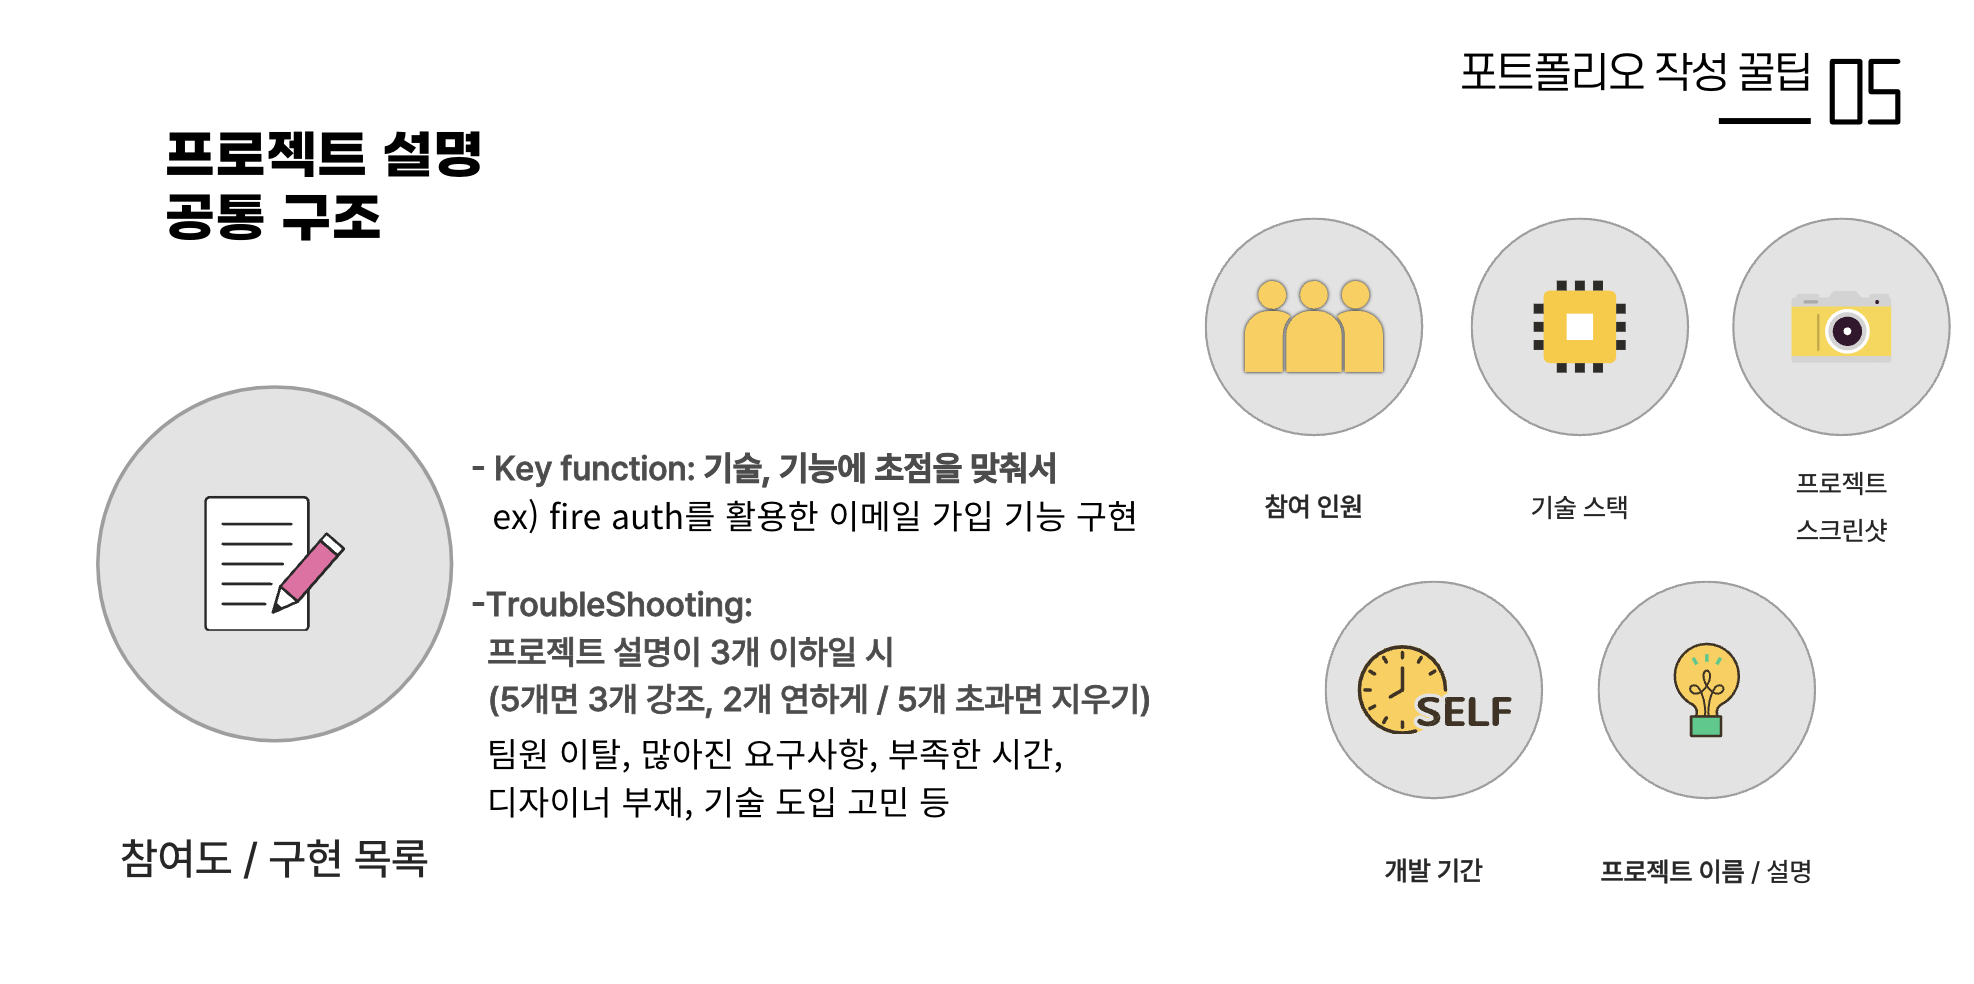 포트폴리오 작성 꿀팁 05
프로젝트 설명
공통 구조
- Key function: 기술, 기능에 초점을 맞춰서
ex) fire auth를 활용한 이메일 가입 기능 구현
-TroubleShooting:
프로젝트 설명이 3개 이하일 시
(5개면 3개 강조, 2개 연하게 / 5개 초과면 지우기)
팀원 이탈, 많아진 요구사항, 부족한 시간,
디자이너 부재, 기술 도입 고민 등
참여도 / 구현 목록
참여 인원
기술 스택
프로젝트
스크린샷
SELF
개발 기간
프로젝트 이름 / 설명